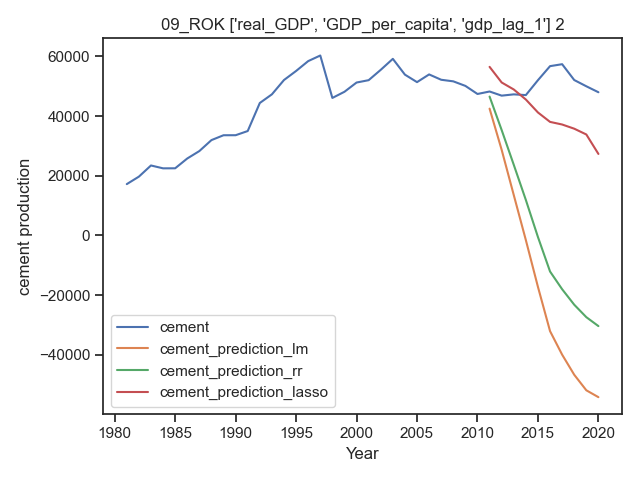 09_ROK ['real_GDP', 'GDP_per_capita', 'gdp_lag_1'] 2
60000
40000
20000
0
−20000
−40000
cement production
cement
cement_prediction_lm
cement_prediction_rr
cement_prediction_lasso
1980 1985 1990 1995 2000 2005 2010 2015 2020
Year